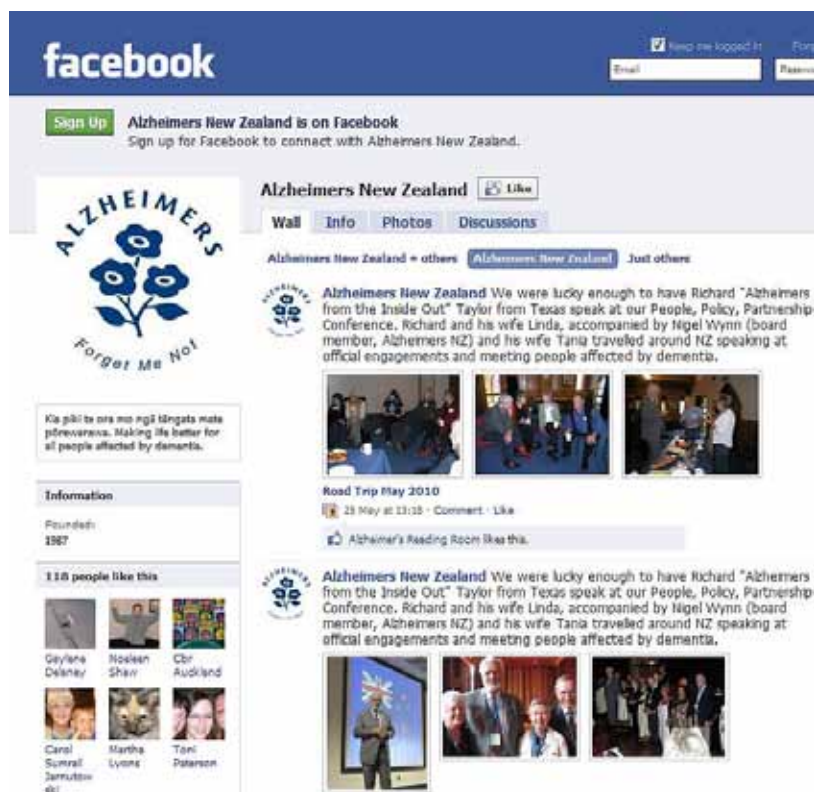 facebook
Keep me logged in
Email
Sign Up
Alzheimers New Zealand is on Facebook
Sign up for Facebook to connect with Alzheimers New Zealand.
ALZHEIMERS
Forget Me Not
Kia piki te ora mo ngā tāngata mate
pōrewarewa. Making life better for
all people affected by dementia.
Information
Founded:
1987
118 people like this
Gaylene
Delaney
Noeleen
Shaw
Cbr
Auckland
Carol
Sumrall
Martha
Lyons
Toni
Paterson
Alzheimers New Zealand
Like
Wall Info Photos Discussions
Alzheimers New Zealand + others Alzheimers New Zealand Just others
Alzheimers New Zealand We were lucky enough to have Richard "Alzheimers
from the Inside Out" Taylor from Texas speak at our People, Policy, Partnership
Conference. Richard and his wife Linda, accompanied by Nigel Wynn (board
member, Alzheimers NZ) and his wife Tania travelled around NZ speaking at
official engagements and meeting people affected by dementia.
Road Trip May 2010
Comment · Like
Alzheimer's Reading Room likes this.
Alzheimers New Zealand We were lucky enough to have Richard "Alzheimers
from the Inside Out" Taylor from Texas speak at our People, Policy, Partnership
Conference. Richard and his wife Linda, accompanied by Nigel Wynn (board
member, Alzheimers NZ) and his wife Tania travelled around NZ speaking at
official engagements and meeting people affected by dementia.